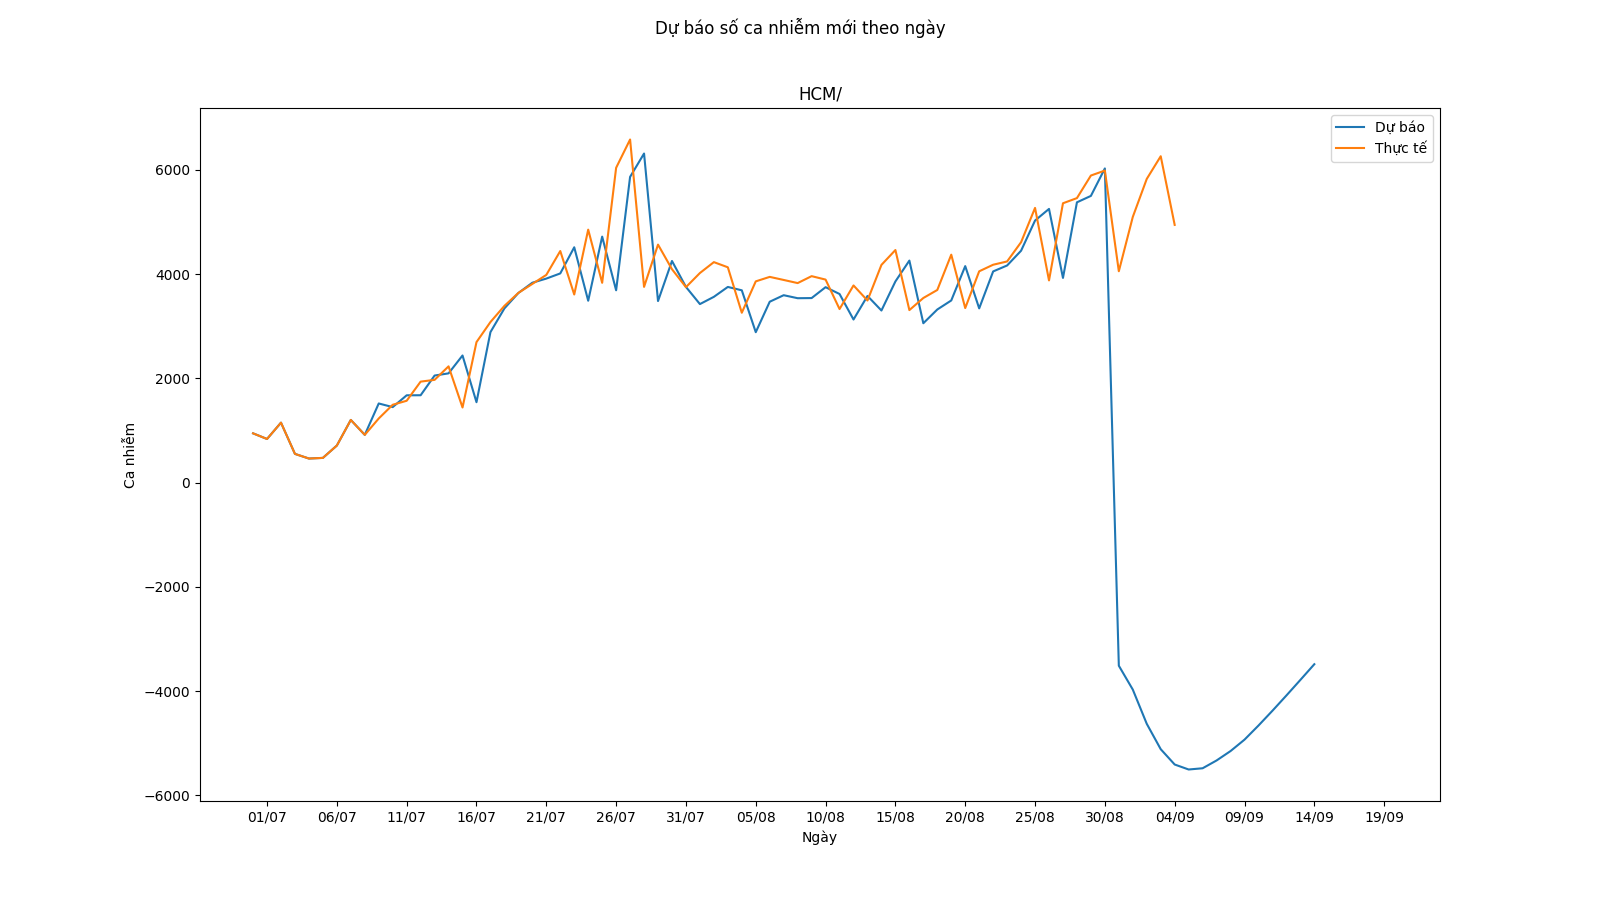 Dự báo số ca nhiễm mới theo ngày
HCM/
Dự báo
Thực tế
6000
4000
2000
0
−2000
−4000
−6000
Ca nhiễm
01/07 06/07 11/07 16/07 21/07 26/07 31/07 05/08 10/08 15/08 20/08 25/08 30/08 04/09 09/09 14/09 19/09
Ngày